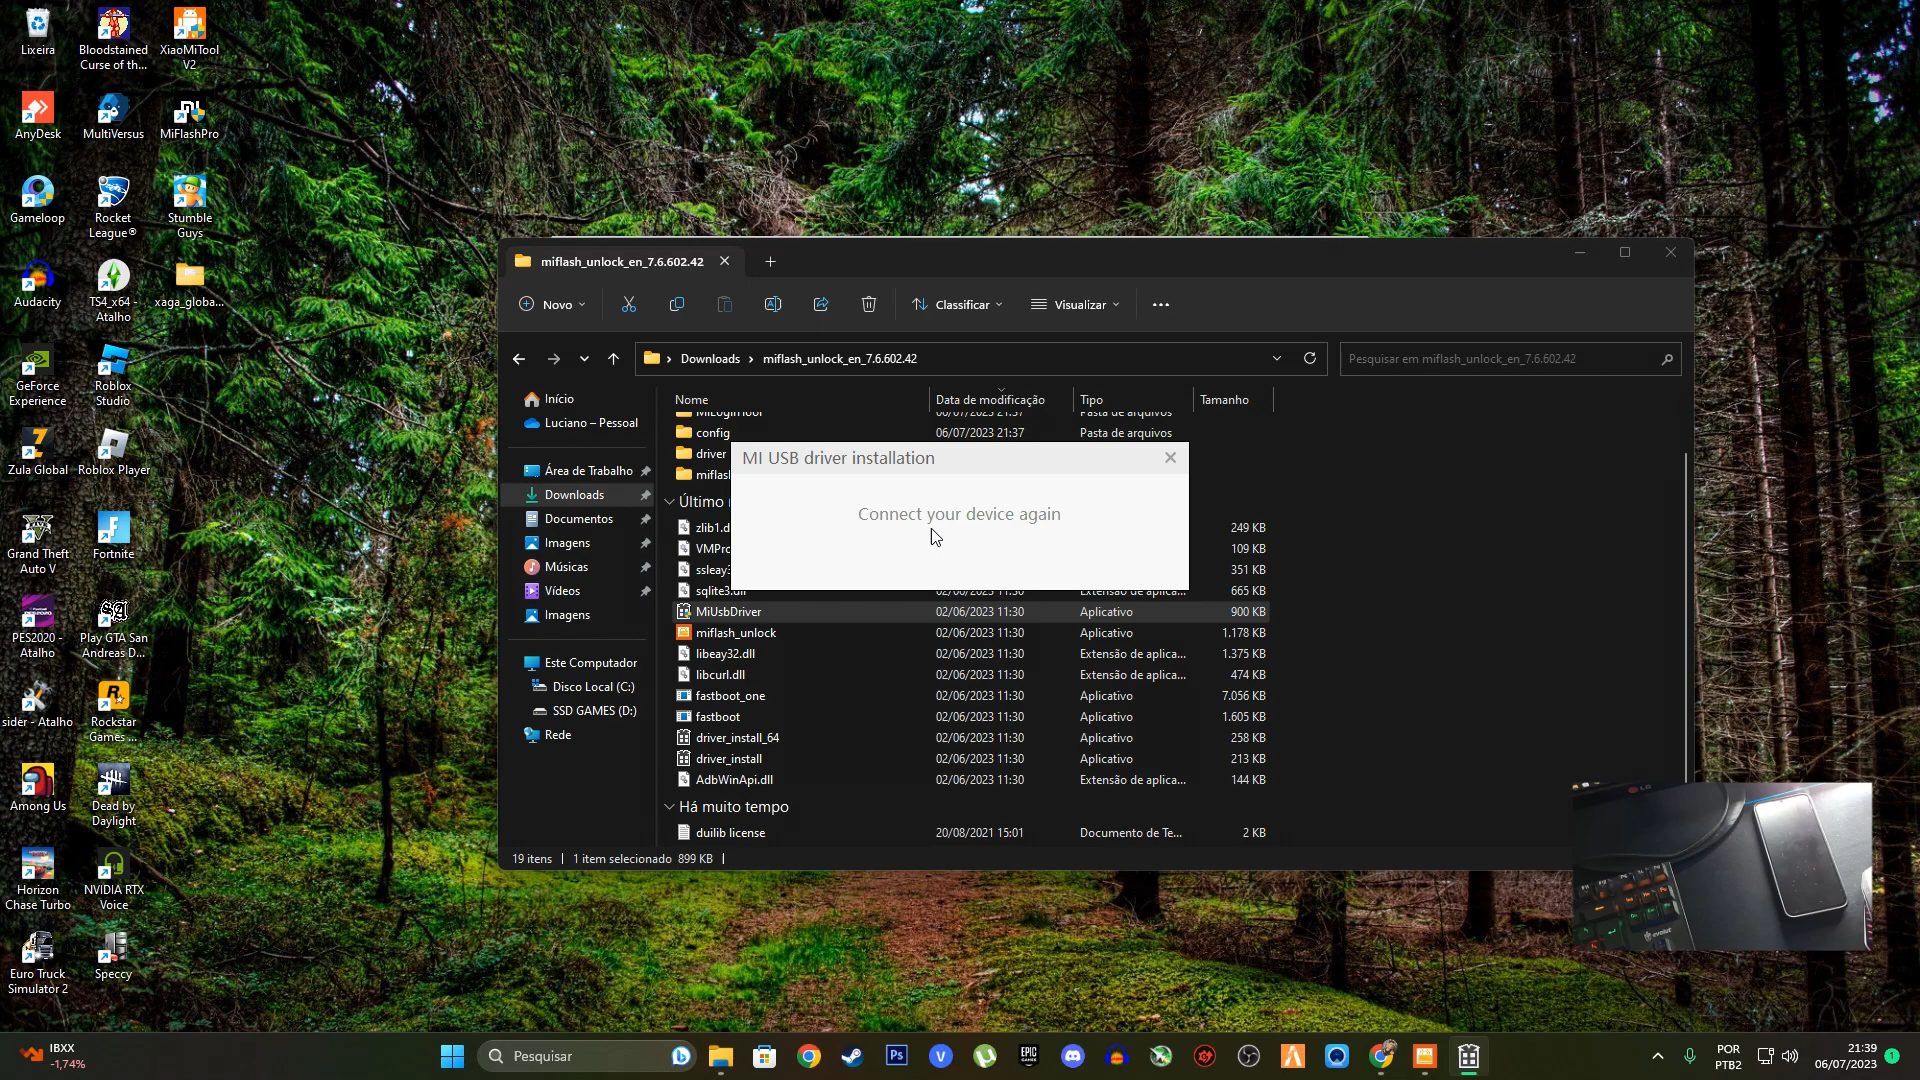 Lixeira
Bloodstained
Curse of th...
XiaoMiTool
V2
AnyDesk
MultiVersus
MiFlashPro
Gameloop
Rocket
League®
Stumble
Guys
Audacity
TS4_x64 -
Atalho
xaga_globa...
GeForce
Experience
Roblox
Studio
Zula Global
Roblox Player
Grand Theft
Auto V
Fortnite
PES2020 -
Atalho
Play GTA San
Andreas D...
sider - Atalho
Rockstar
Games ...
Among Us
Dead by
Daylight
Horizon
Chase Turbo
NVIDIA RTX
Voice
Euro Truck
Simulator 2
Speccy
miflash_unlock_en_7.6.602.42
Novo
Classificar
Visualizar
Downloads
miflash_unlock_en_7.6.602.42
Pesquisar em miflash_unlock_en_7.6.602.42
Início
Luciano – Pessoal
Área de Trabalho
Downloads
Documentos
Imagens
Músicas
Vídeos
Imagens
Este Computador
Disco Local (C:)
SSD GAMES (D:)
Rede
Nome Data de modificação Tipo Tamanho
06/07/2023 21:37 Pasta de arquivos
config 06/07/2023 21:37 Pasta de arquivos
driver
miflas
Último
MI USB driver installation
Connect your device again
zlib1.d 249 KB
VMPr 109 KB
ssleay3 351 KB
sqlite3.dll 02/06/2023 11:30 Extensão de aplica... 665 KB
MiUsbDriver 02/06/2023 11:30 Aplicativo 900 KB
miflash_unlock 02/06/2023 11:30 Aplicativo 1.178 KB
libeay32.dll 02/06/2023 11:30 Extensão de aplica... 1.375 KB
libcurl.dll 02/06/2023 11:30 Extensão de aplica... 474 KB
fastboot_one 02/06/2023 11:30 Aplicativo 7.056 KB
fastboot 02/06/2023 11:30 Aplicativo 1.605 KB
driver_install_64 02/06/2023 11:30 Aplicativo 258 KB
driver_install 02/06/2023 11:30 Aplicativo 213 KB
AdbWinApi.dll 02/06/2023 11:30 Extensão de aplica... 144 KB
Há muito tempo
duilib license 20/08/2021 15:01 Documento de Te... 2 KB
19 itens
1 item selecionado 899 KB
IBXX
-1,74%
Pesquisar
POR
PTB2
21:39
06/07/2023
1